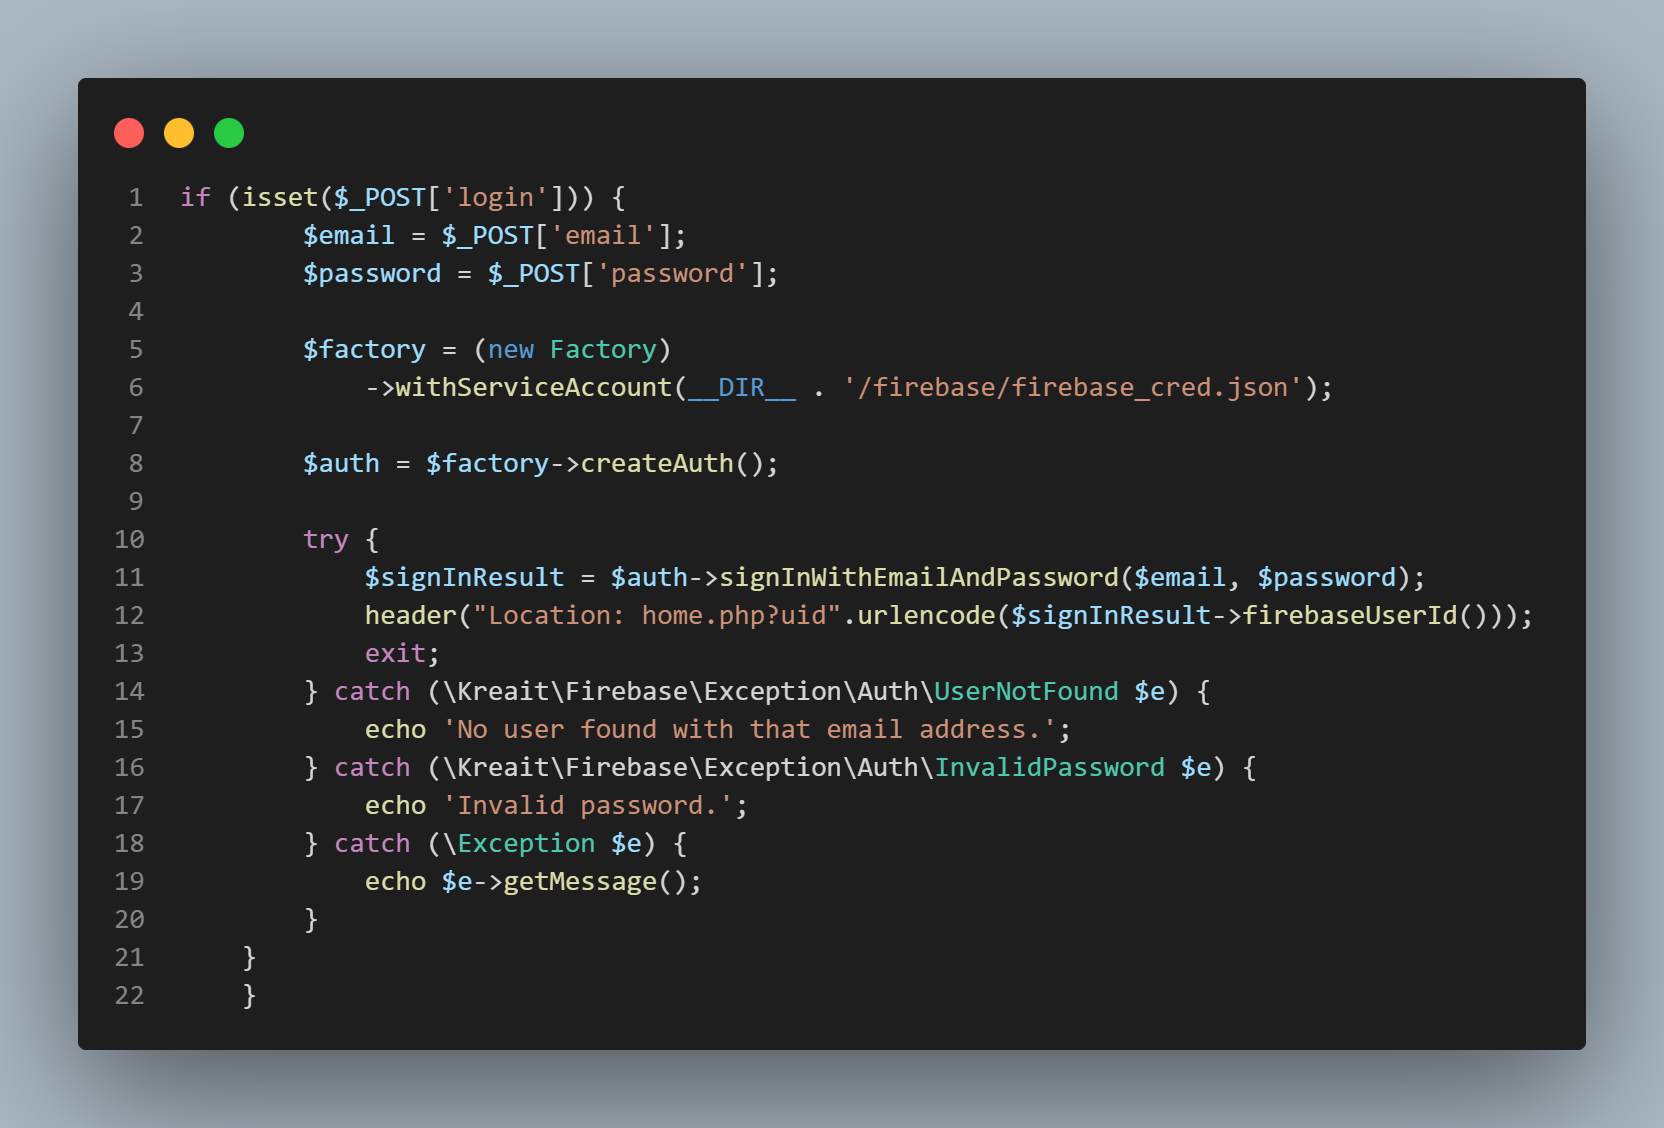 1 if (isset($_POST['login'])) {
2 $email = $_POST['email'];
3 $password = $_POST['password'];
4
5 $factory = (new Factory)
6 ->withServiceAccount(__DIR__ . '/firebase/firebase_cred.json');
7
8 $auth = $factory->createAuth();
9
10 try {
11 $signInResult = $auth->signInWithEmailAndPassword($email, $password);
12 header("Location: home.php?uid".urlencode($signInResult->firebaseUserId()));
13 exit;
14 } catch (\Kreait\Firebase\Exception\Auth\UserNotFound $e) {
15 echo 'No user found with that email address.';
16 } catch (\Kreait\Firebase\Exception\Auth\InvalidPassword $e) {
17 echo 'Invalid password.';
18 } catch (\Exception $e) {
19 echo $e->getMessage();
20 }
21 }
22 }